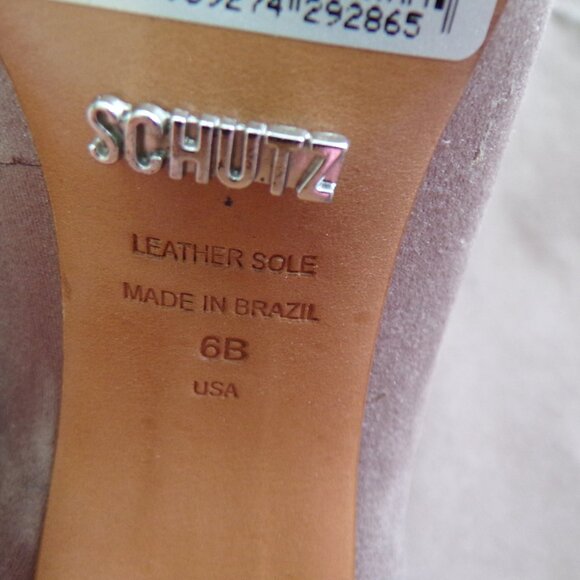 292865
SCHUTZ
LEATHER SOLE
MADE IN BRAZIL
6B
USA